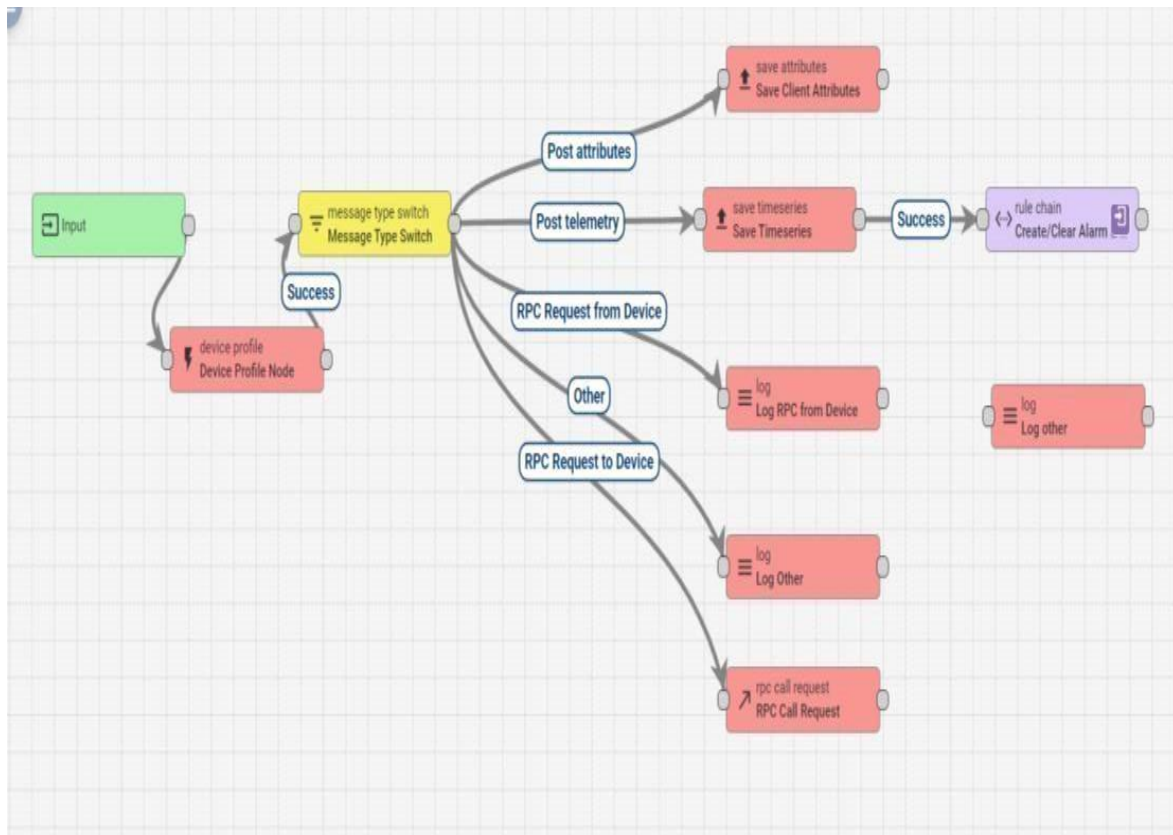 save attributes
Save Client Attributes
Post attributes
Input
message type switch
Message Type Switch
Post telemetry
save timeseries
Save Timeseries
Success
rule chain
Create/Clear Alarm
Success
RPC Request from Device
device profile
Device Profile Node
log
Log RPC from Device
Other
log
Log other
RPC Request to Device
log
Log Other
rpc call request
RPC Call Request